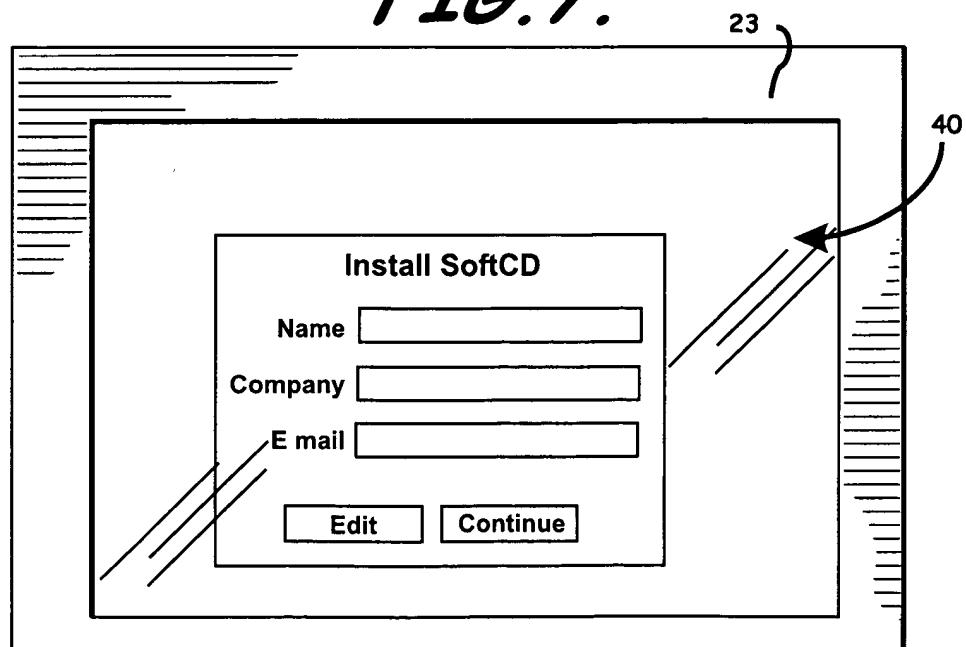 FIG. 7.
23
40
Install SoftCD
Name
Company
E mail
Edit Continue